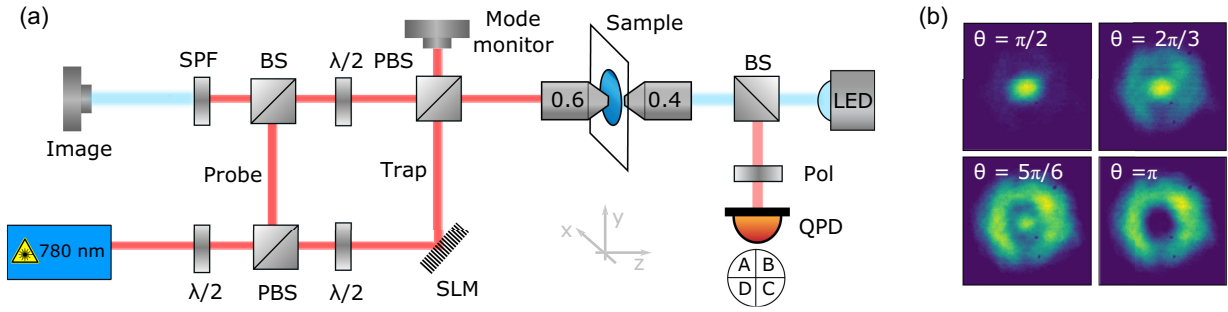 (a)
Mode
monitor
Sample
SPF
BS
λ/2
PBS
BS
0.6
0.4
LED
Image
Probe
Trap
Pol
780 nm
x
y
z
QPD
A B
D C
λ/2
PBS
λ/2
SLM
(b)
θ = π/2
θ = 2π/3
θ = 5π/6
θ =π